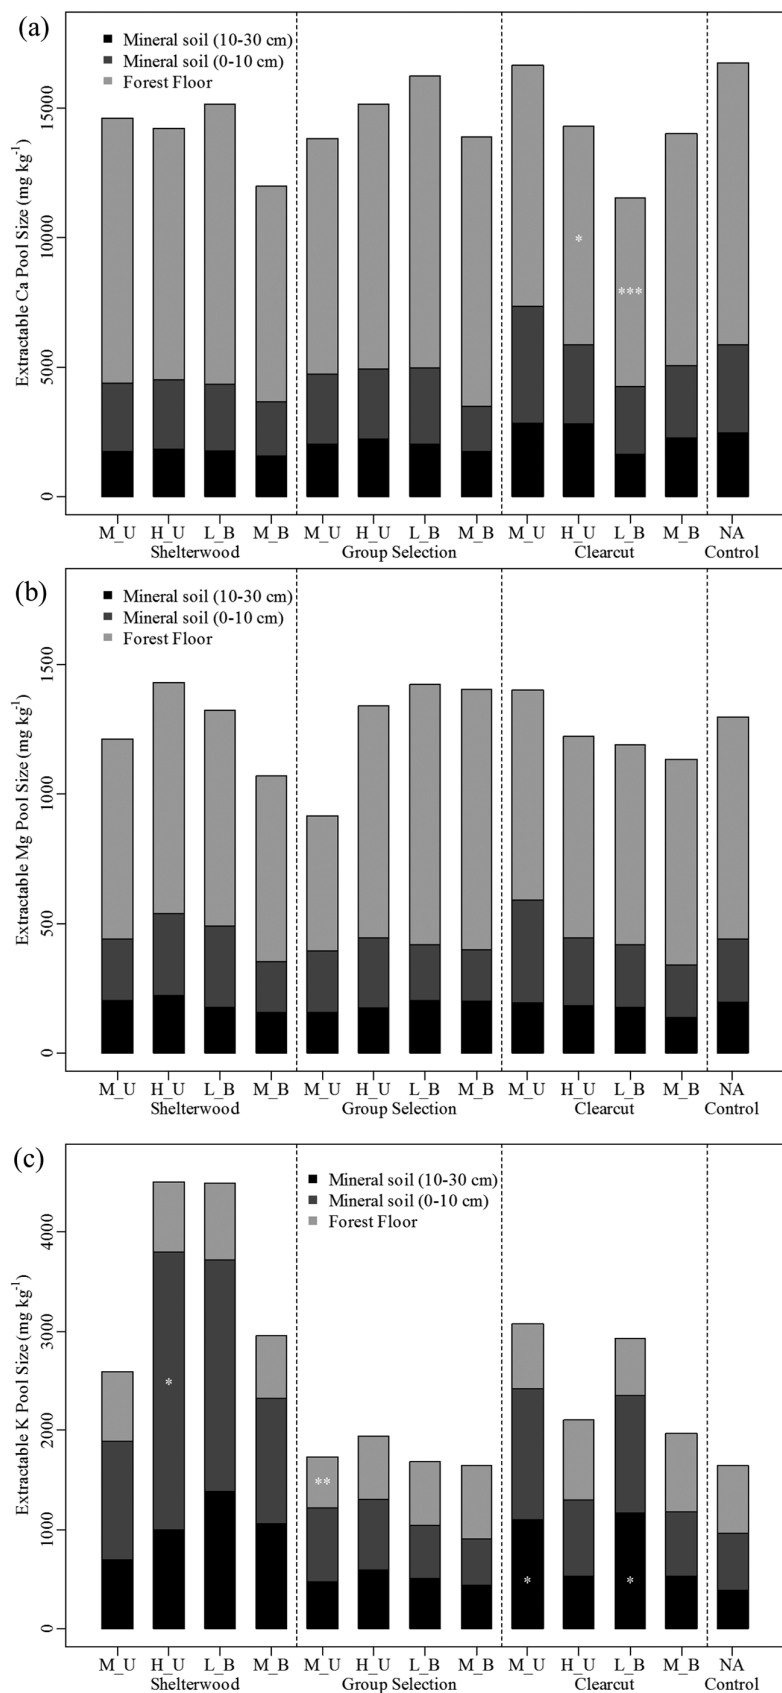 (a)
Mineral soil (10-30 cm)
Mineral soil (0-10 cm)
Forest Floor
Extractable Ca Pool Size (mg kg⁻¹)
15000
10000
5000
0
*
***
M_U H_U L_B M_B M_U H_U L_B M_B M_U H_U L_B M_B NA
Shelterwood Group Selection Clearcut Control
(b)
Mineral soil (10-30 cm)
Mineral soil (0-10 cm)
Forest Floor
Extractable Mg Pool Size (mg kg⁻¹)
1500
1000
500
0
M_U H_U L_B M_B M_U H_U L_B M_B M_U H_U L_B M_B NA
Shelterwood Group Selection Clearcut Control
(c)
Mineral soil (10-30 cm)
Mineral soil (0-10 cm)
Forest Floor
Extractable K Pool Size (mg kg⁻¹)
4000
3000
2000
1000
0
*
**
* *
M_U H_U L_B M_B M_U H_U L_B M_B M_U H_U L_B M_B NA
Shelterwood Group Selection Clearcut Control